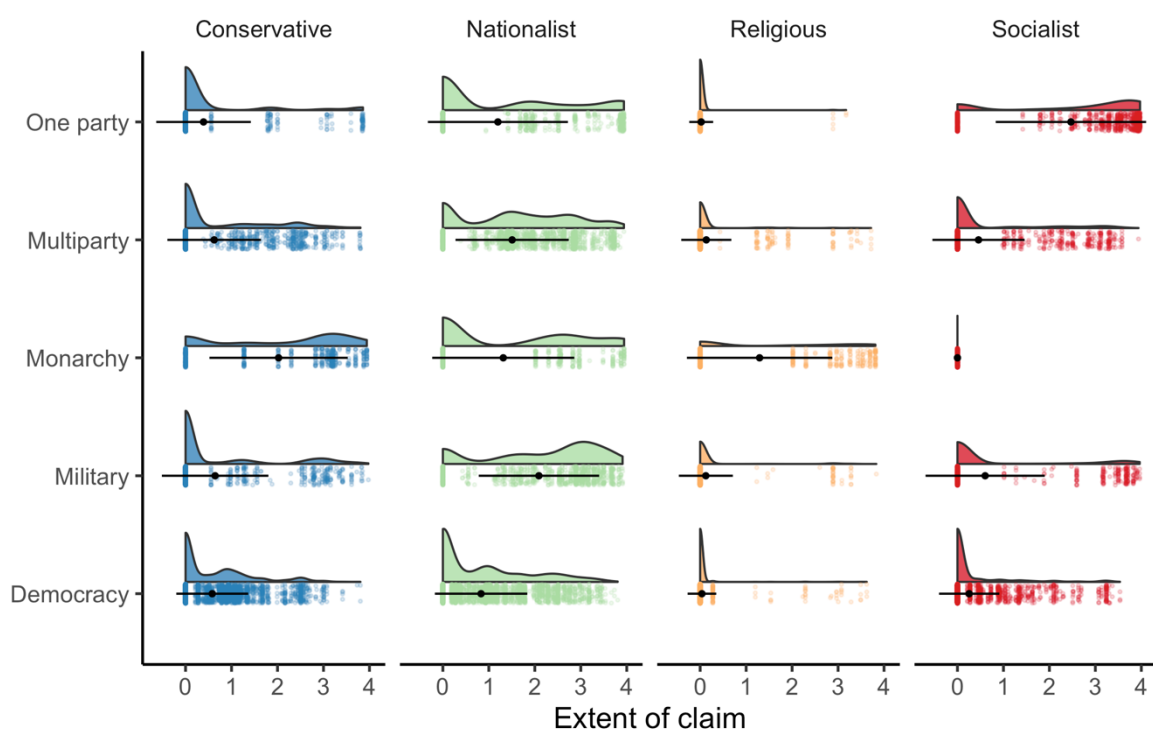 Conservative Nationalist Religious Socialist
One party
Multiparty
Monarchy
Military
Democracy
0 1 2 3 4 0 1 2 3 4 0 1 2 3 4 0 1 2 3 4
Extent of claim